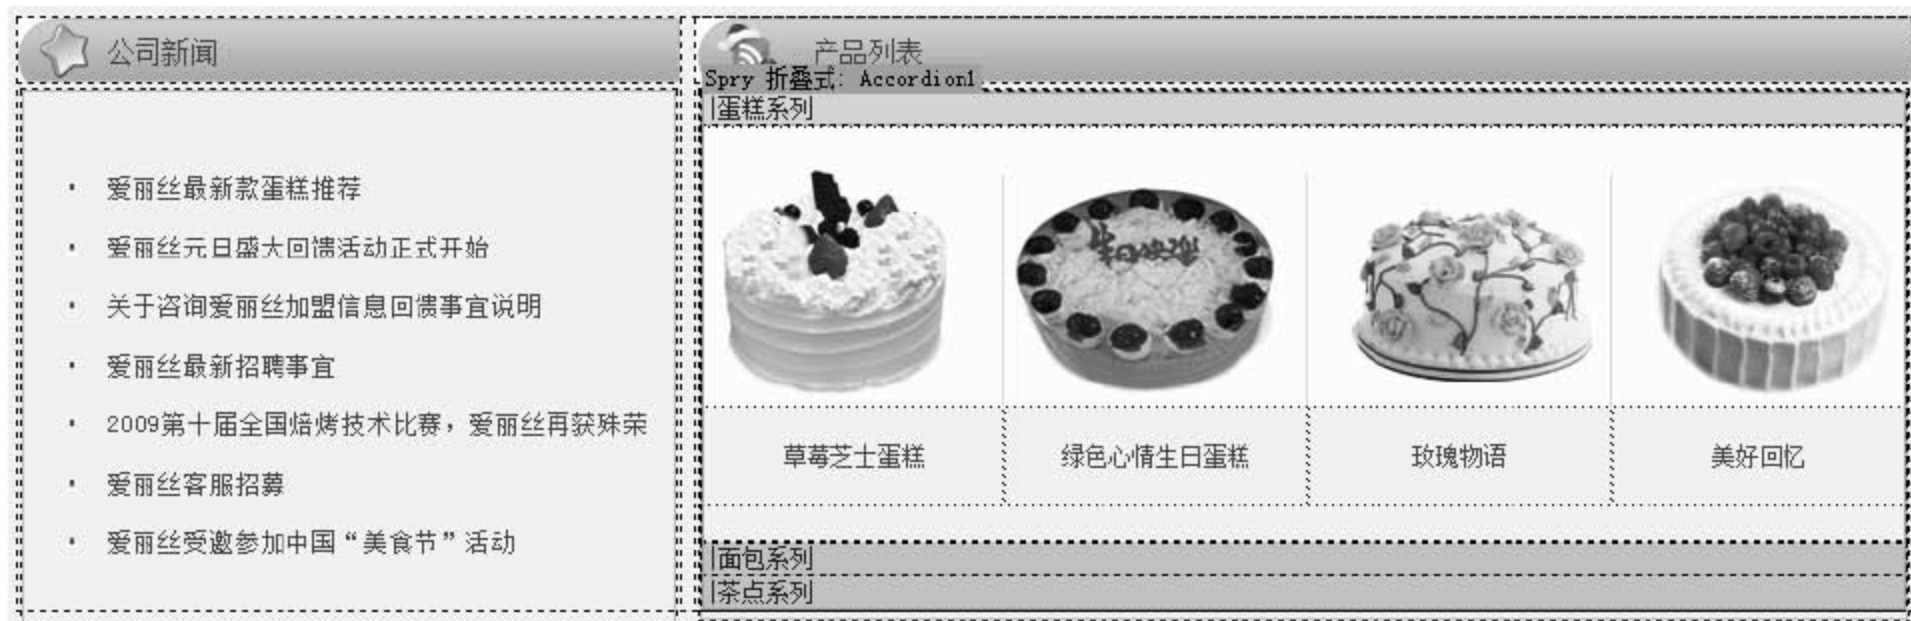 公司新闻
爱丽丝最新款蛋糕推荐
爱丽丝元旦盛大回馈活动正式开始
关于咨询爱丽丝加盟信息回馈事宜说明
爱丽丝最新招聘事宜
2009第十届全国焙烤技术比赛，爱丽丝再获殊荣
爱丽丝客服招募
爱丽丝受邀参加中国“美食节”活动
产品列表
Spry 折叠式: Accordion1
|蛋糕系列
生日快乐
草莓芝士蛋糕
绿色心情生日蛋糕
玫瑰物语
美好回忆
|面包系列
|茶点系列